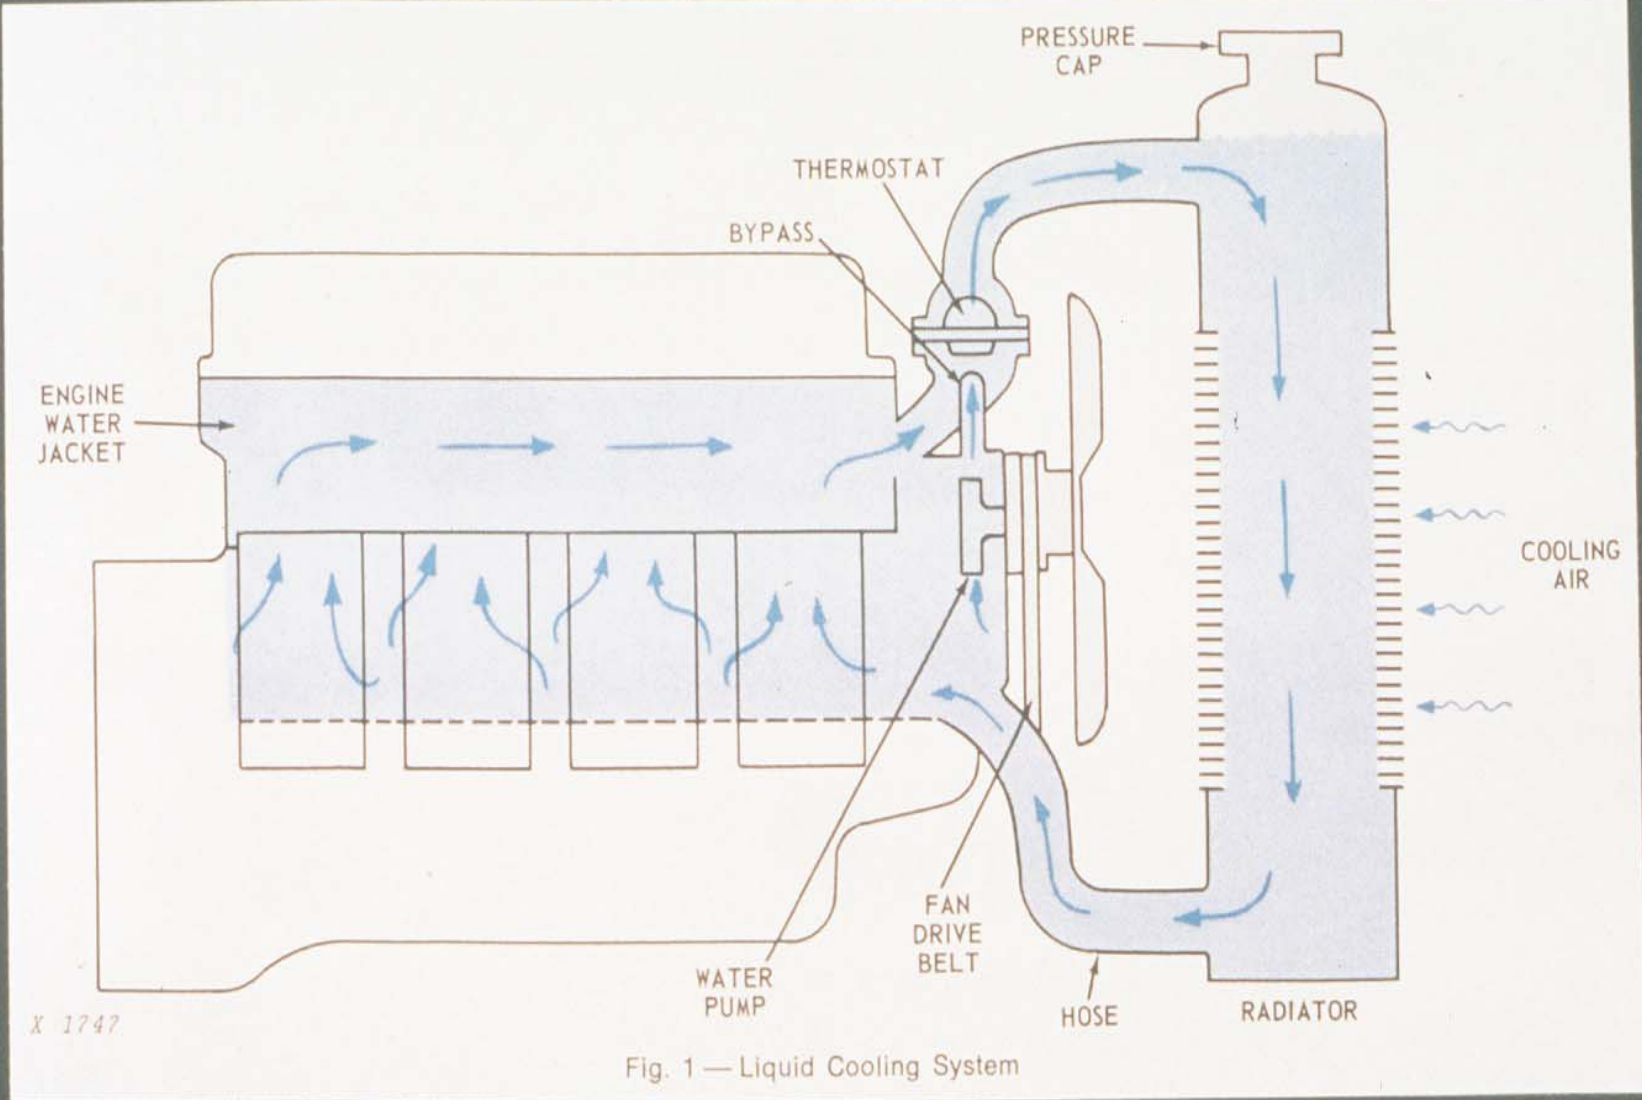 PRESSURE
CAP
THERMOSTAT
BYPASS
ENGINE
WATER
JACKET
COOLING
AIR
FAN
DRIVE
BELT
WATER
PUMP
HOSE
RADIATOR
X 1747
Fig. 1 — Liquid Cooling System